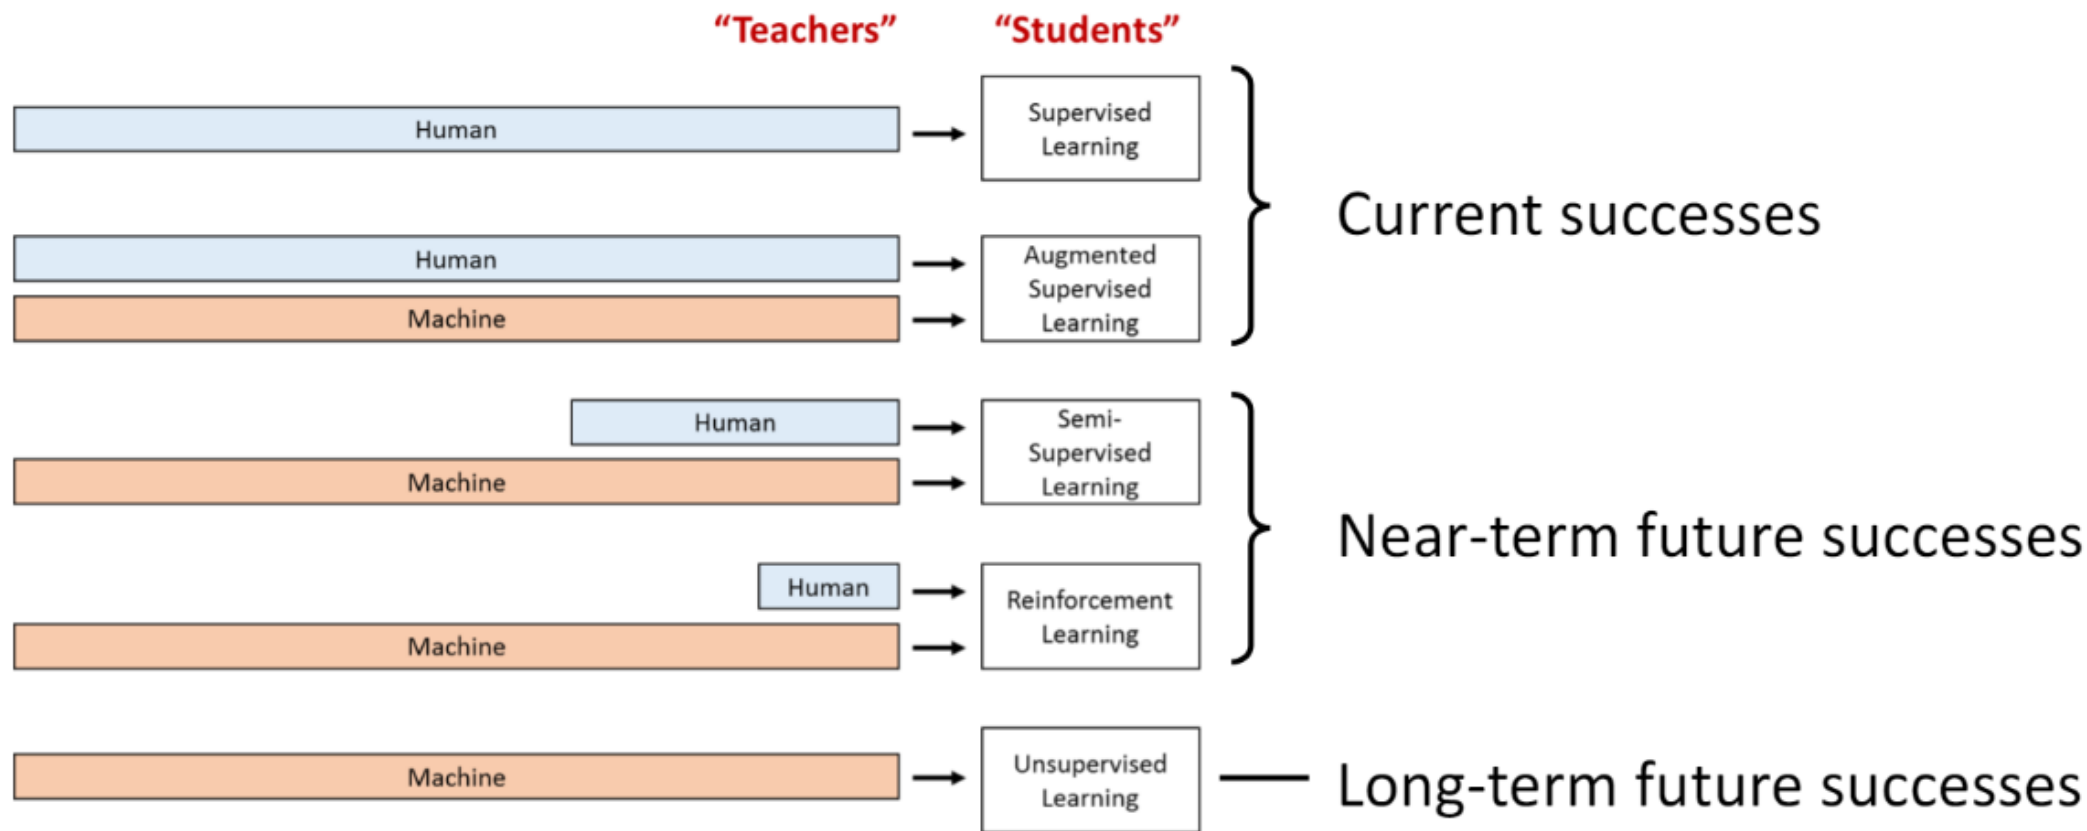 “Teachers”
“Students”
Human
Supervised
Learning
Current successes
Human
Machine
Augmented
Supervised
Learning
Human
Machine
Semi-
Supervised
Learning
Near-term future successes
Human
Machine
Reinforcement
Learning
Machine
Unsupervised
Learning
Long-term future successes